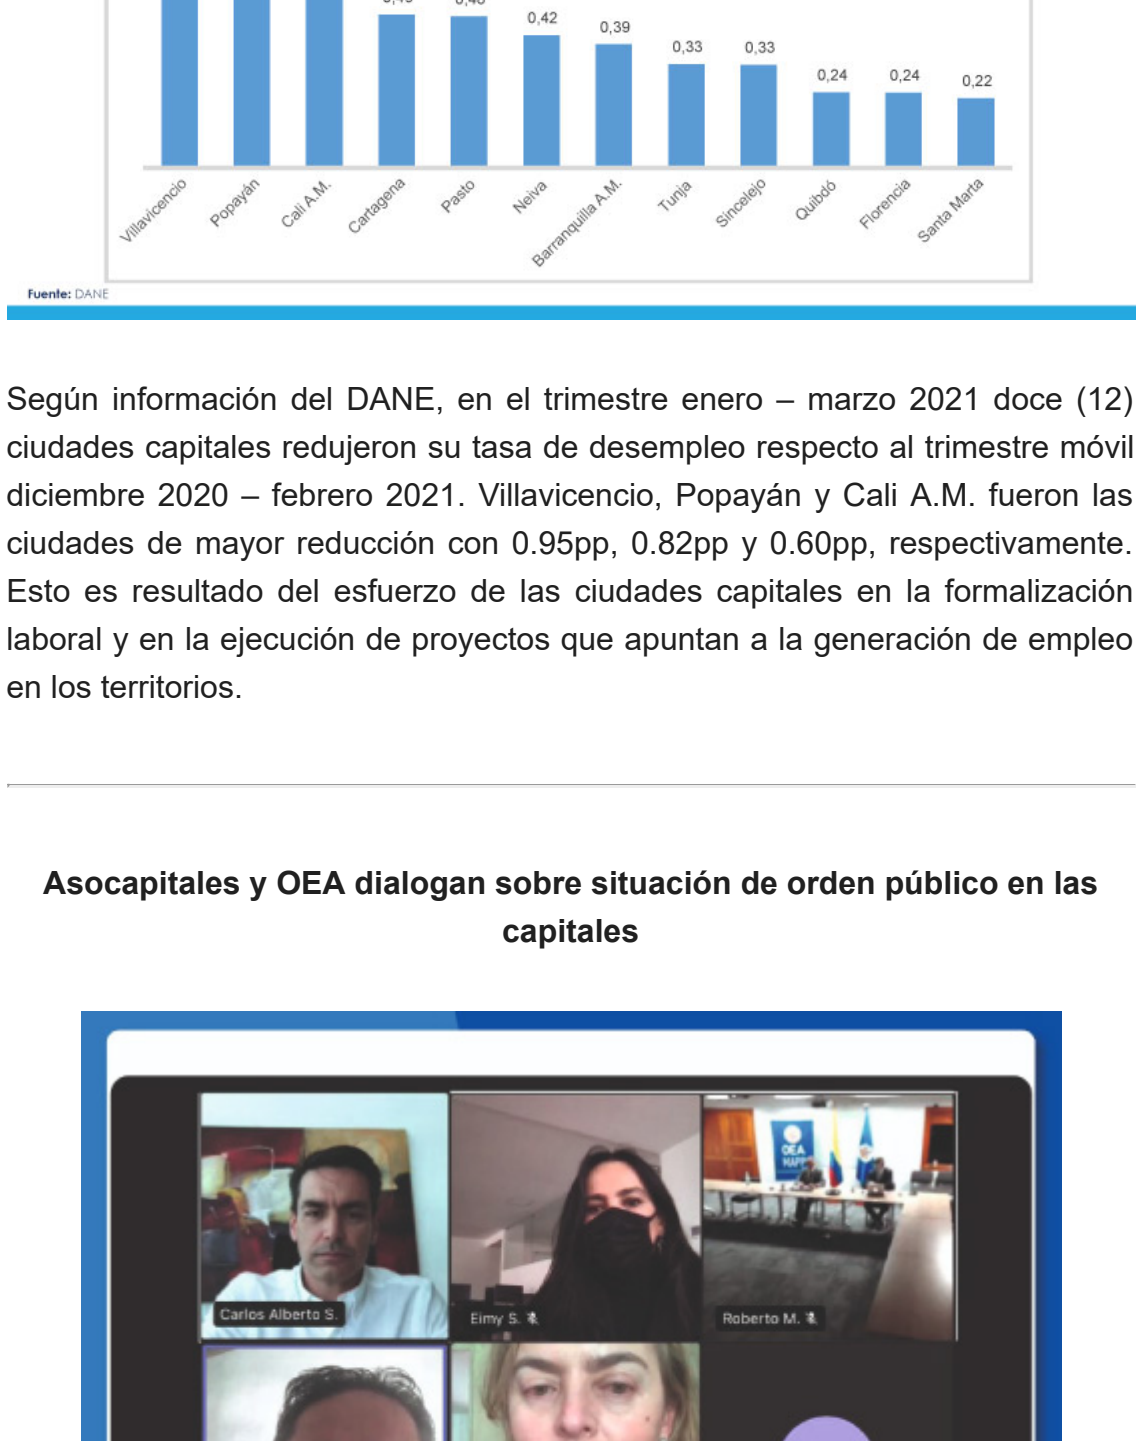 0,42
0,39
0,33
0,33
0,24
0,24
0,22
Villavicencio
Popayán
Cali A.M.
Cartagena
Pasto
Neiva
Barranquilla A.M.
Tunja
Sincelejo
Quibdó
Florencia
Santa Marta
Fuente: DANE
Según información del DANE, en el trimestre enero – marzo 2021 doce (12)
ciudades capitales redujeron su tasa de desempleo respecto al trimestre móvil
diciembre 2020 – febrero 2021. Villavicencio, Popayán y Cali A.M. fueron las
ciudades de mayor reducción con 0.95pp, 0.82pp y 0.60pp, respectivamente.
Esto es resultado del esfuerzo de las ciudades capitales en la formalización
laboral y en la ejecución de proyectos que apuntan a la generación de empleo
en los territorios.
Asocapitales y OEA dialogan sobre situación de orden público en las
capitales
OEA
MAPP
Carlos Alberto S.
Eimy S.
Roberto M.